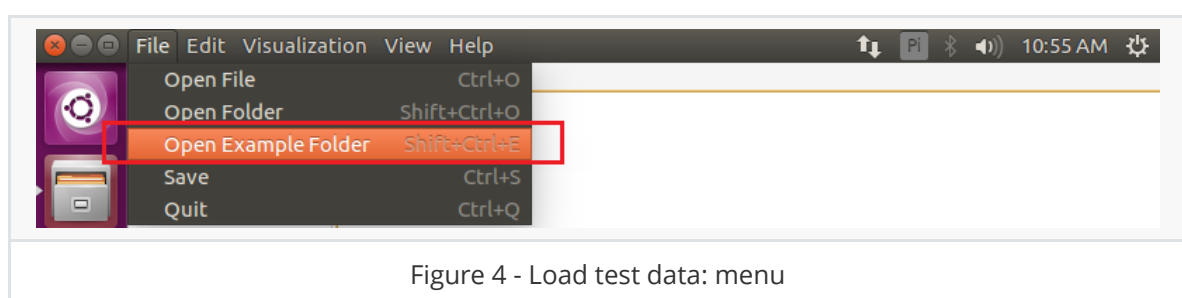 File Edit Visualization View Help Pi 10:55 AM
Open File Ctrl+O
Open Folder Shift+Ctrl+O
Open Example Folder Shift+Ctrl+E
Save Ctrl+S
Quit Ctrl+Q
Figure 4 - Load test data: menu